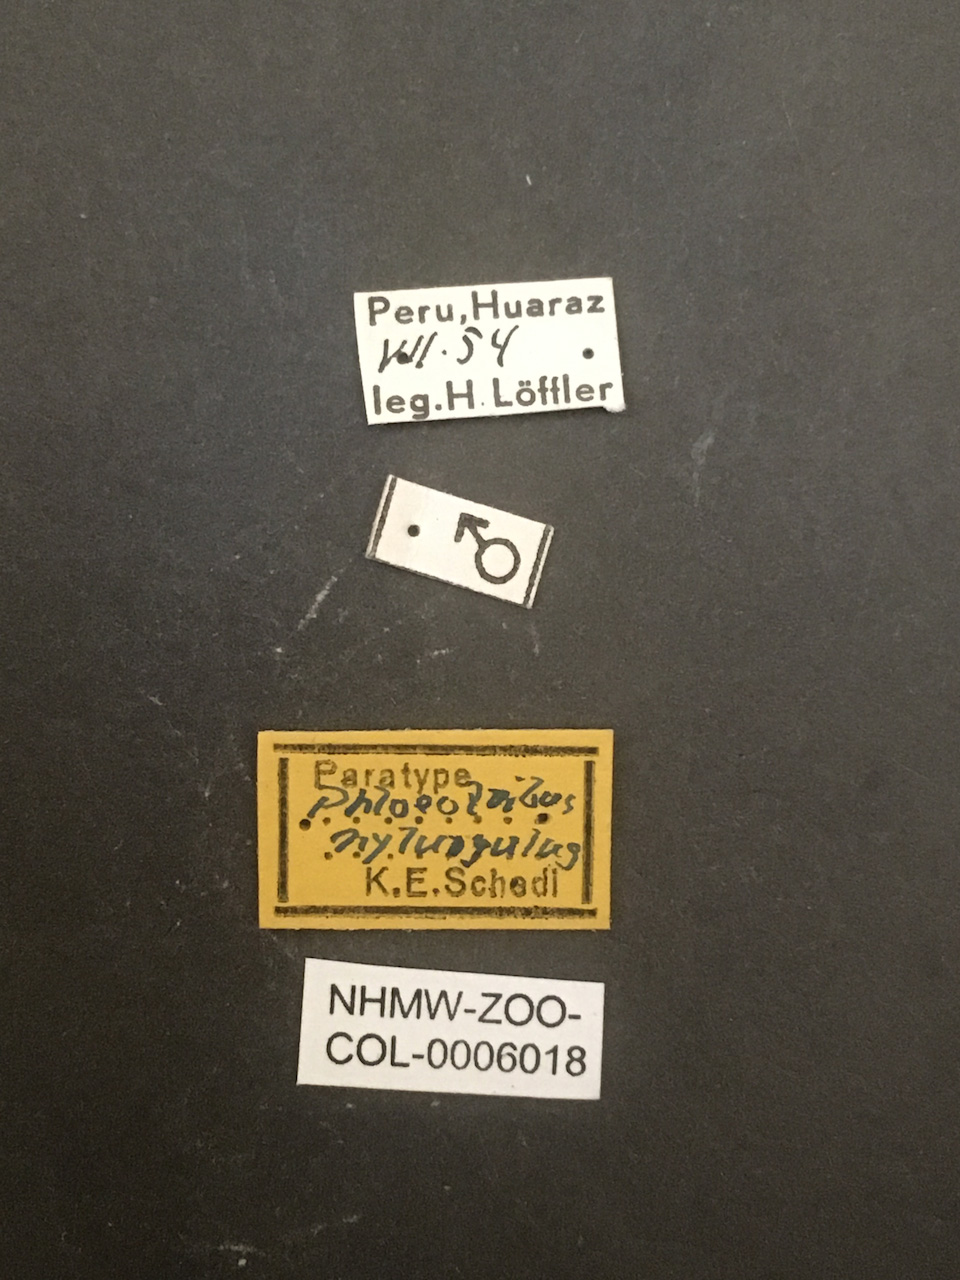 Peru, Huaraz
VII.54
leg. H. Löffler
♂
Paratype
Phloeotribus
K.E.Schedl
NHMW-ZOO-
COL-0006018